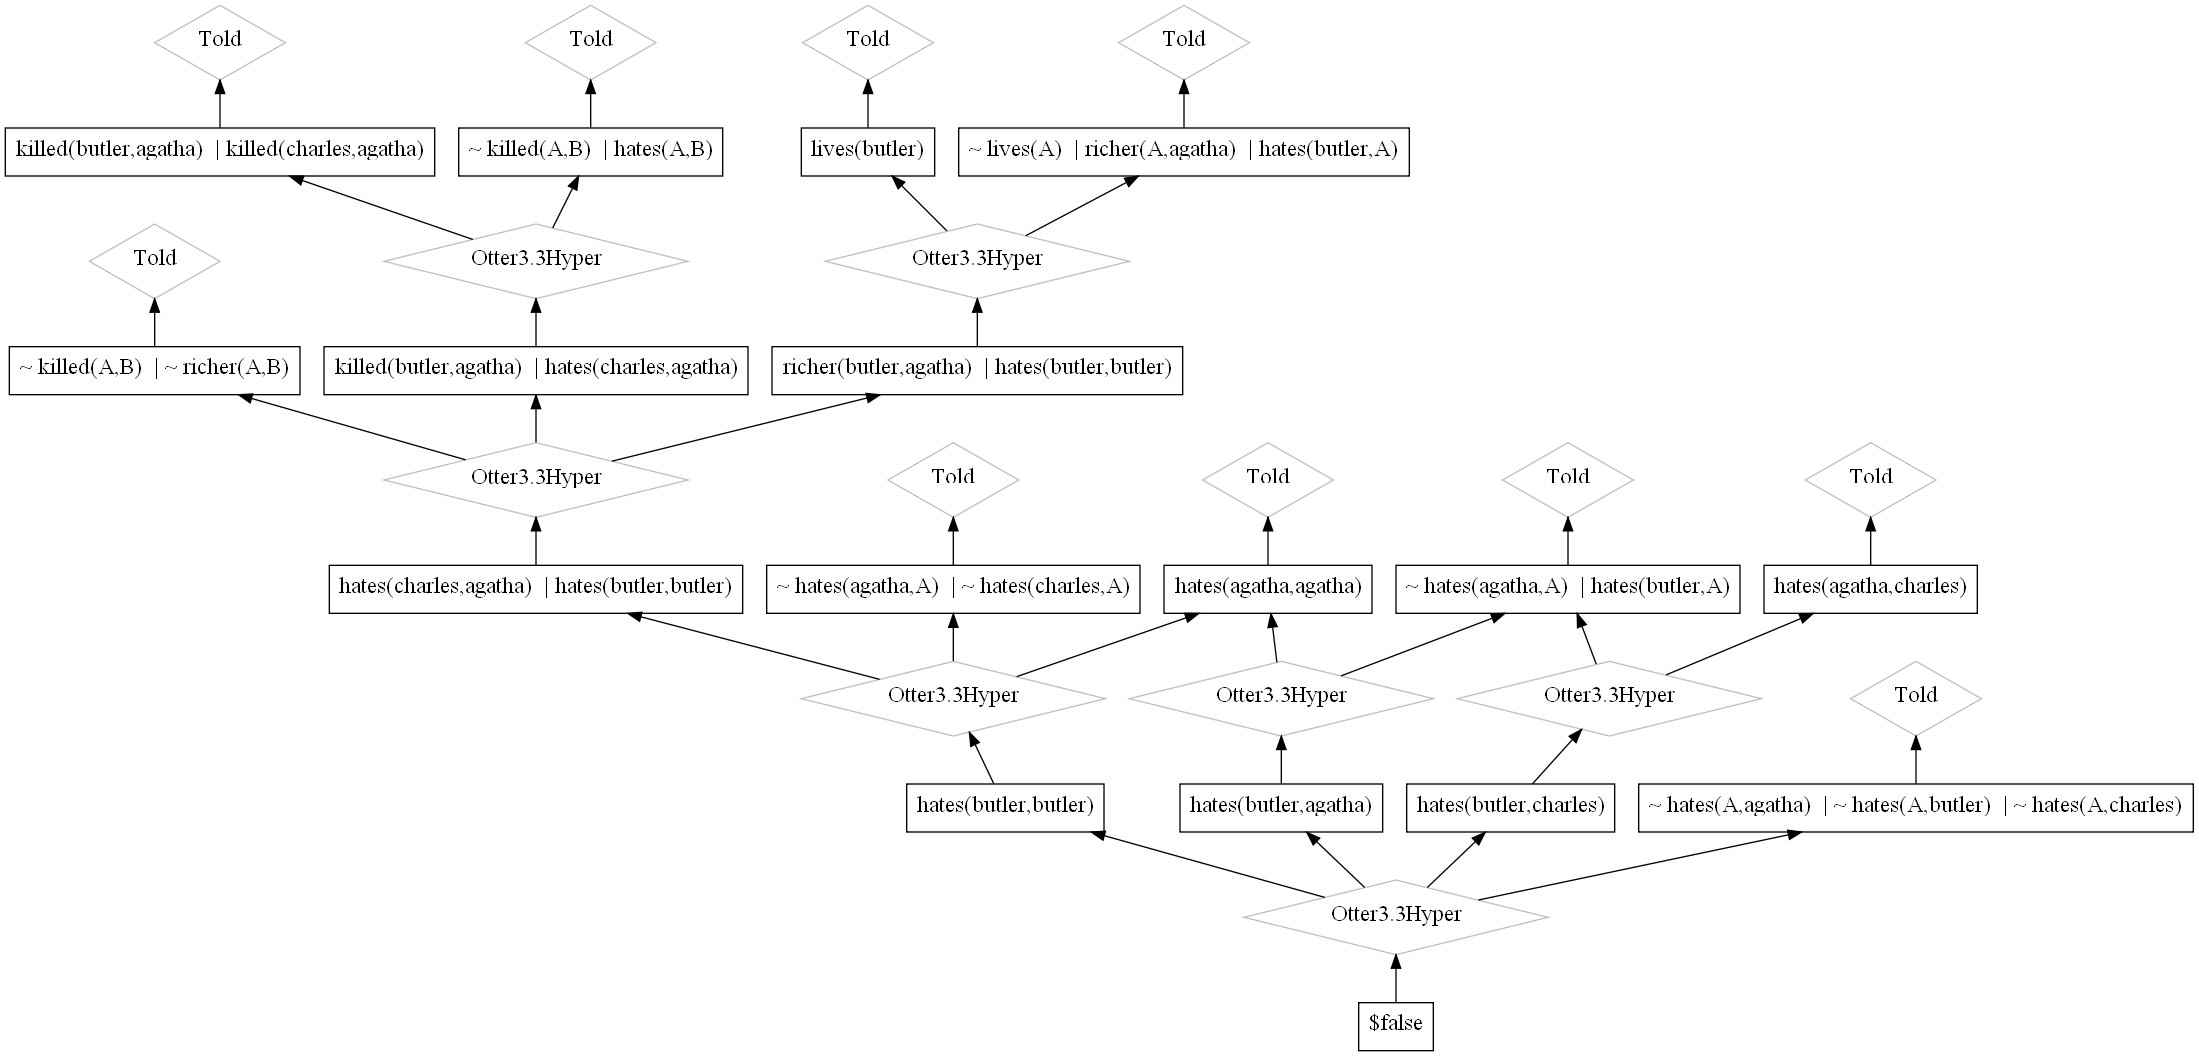 Told
Told
Told
Told
killed(butler,agatha) | killed(charles,agatha)
~ killed(A,B) | hates(A,B)
lives(butler)
~ lives(A) | richer(A,agatha) | hates(butler,A)
Told
Otter3.3Hyper
Otter3.3Hyper
~ killed(A,B) | ~ richer(A,B)
killed(butler,agatha) | hates(charles,agatha)
richer(butler,agatha) | hates(butler,butler)
Otter3.3Hyper
Told
Told
Told
Told
hates(charles,agatha) | hates(butler,butler)
~ hates(agatha,A) | ~ hates(charles,A)
hates(agatha,agatha)
~ hates(agatha,A) | hates(butler,A)
hates(agatha,charles)
Otter3.3Hyper
Otter3.3Hyper
Otter3.3Hyper
Told
hates(butler,butler)
hates(butler,agatha)
hates(butler,charles)
~ hates(A,agatha) | ~ hates(A,butler) | ~ hates(A,charles)
Otter3.3Hyper
$false